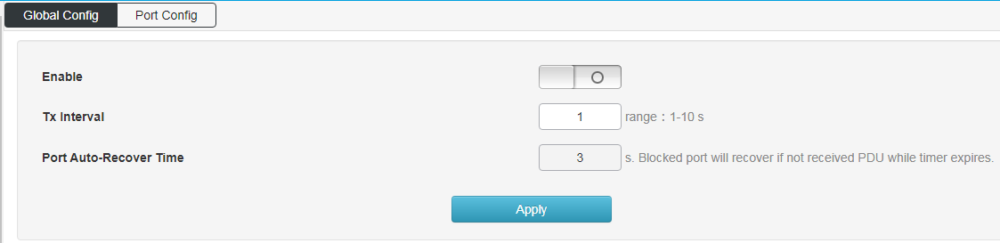 Global Config Port Config
Enable
Tx Interval 1 range：1-10 s
Port Auto-Recover Time 3 s. Blocked port will recover if not received PDU while timer expires.
Apply